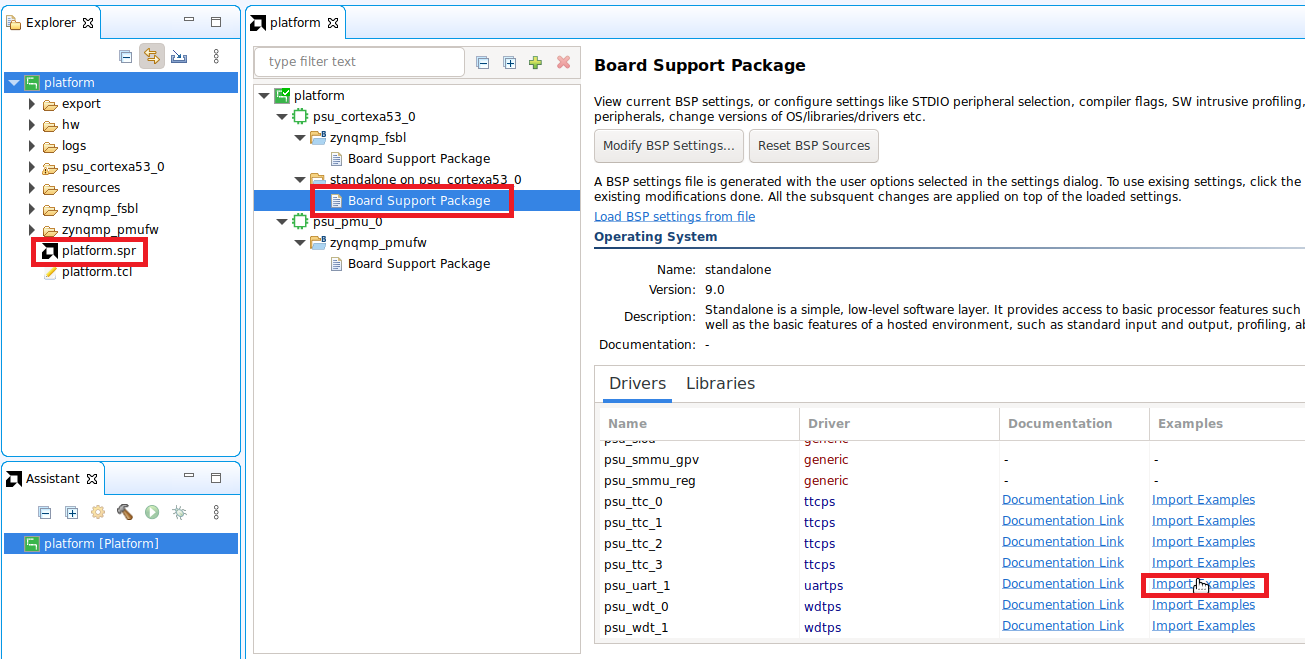 Explorer
platform
export
hw
logs
psu_cortexa53_0
resources
zynqmp_fsbl
zynqmp_pmufw
platform.spr
platform.tcl
Assistant
platform [Platform]
platform
type filter text
platform
psu_cortexa53_0
zynqmp_fsbl
Board Support Package
standalone on psu_cortexa53_0
Board Support Package
psu_pmu_0
zynqmp_pmufw
Board Support Package
Board Support Package
View current BSP settings, or configure settings like STDIO peripheral selection, compiler flags, SW intrusive profiling,
peripherals, change versions of OS/libraries/drivers etc.
Modify BSP Settings... Reset BSP Sources
A BSP settings file is generated with the user options selected in the settings dialog. To use exising settings, click the
existing modifications done. All the subsquent changes are applied on top of the loaded settings.
Load BSP settings from file
Operating System
Name: standalone
Version: 9.0
Description: Standalone is a simple, low-level software layer. It provides access to basic processor features such
well as the basic features of a hosted environment, such as standard input and output, profiling,
Documentation: -
Drivers Libraries
Name Driver Documentation Examples
generic
psu_smmu_gpv generic - -
psu_smmu_reg generic - -
psu_ttc_0 ttcps Documentation Link Import Examples
psu_ttc_1 ttcps Documentation Link Import Examples
psu_ttc_2 ttcps Documentation Link Import Examples
psu_ttc_3 ttcps Documentation Link Import Examples
psu_uart_1 uartps Documentation Link Import Examples
psu_wdt_0 wdtps Documentation Link Import Examples
psu_wdt_1 wdtps Documentation Link Import Examples